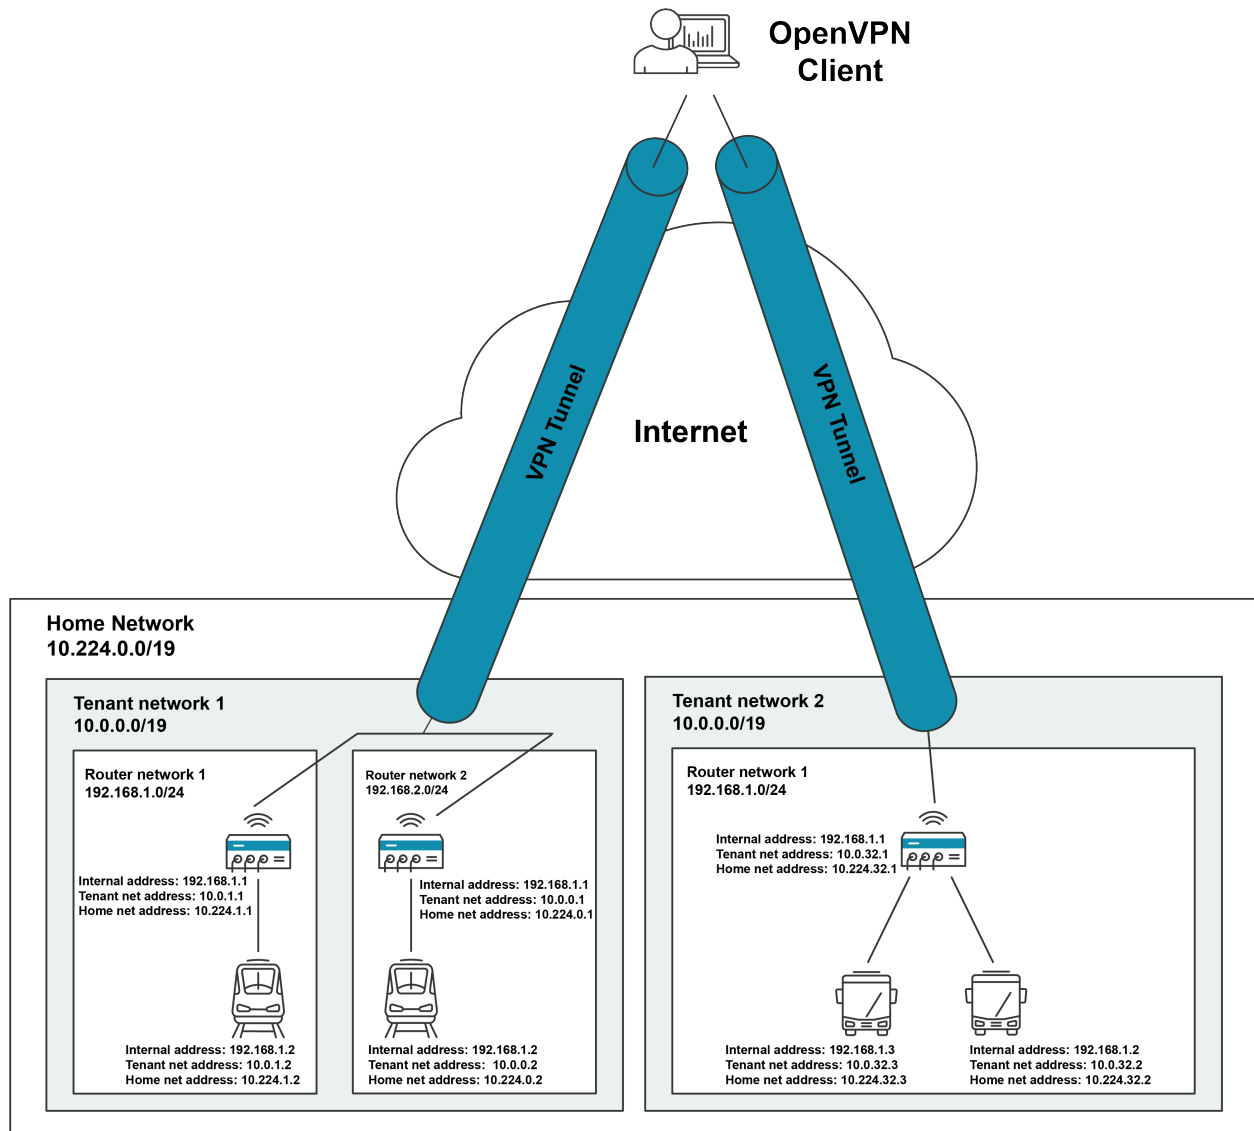 OpenVPN
Client
VPN Tunnel
VPN Tunnel
Internet
Home Network
10.224.0.0/19
Tenant network 1
10.0.0.0/19
Router network 1
192.168.1.0/24
Internal address: 192.168.1.1
Tenant net address: 10.0.1.1
Home net address: 10.224.1.1
Internal address: 192.168.1.2
Tenant net address: 10.0.1.2
Home net address: 10.224.1.2
Router network 2
192.168.2.0/24
Internal address: 192.168.1.1
Tenant net address: 10.0.0.1
Home net address: 10.224.0.1
Internal address: 192.168.1.2
Tenant net address: 10.0.0.2
Home net address: 10.224.0.2
Tenant network 2
10.0.0.0/19
Router network 1
192.168.1.0/24
Internal address: 192.168.1.1
Tenant net address: 10.0.32.1
Home net address: 10.224.32.1
Internal address: 192.168.1.3
Tenant net address: 10.0.32.3
Home net address: 10.224.32.3
Internal address: 192.168.1.2
Tenant net address: 10.0.32.2
Home net address: 10.224.32.2